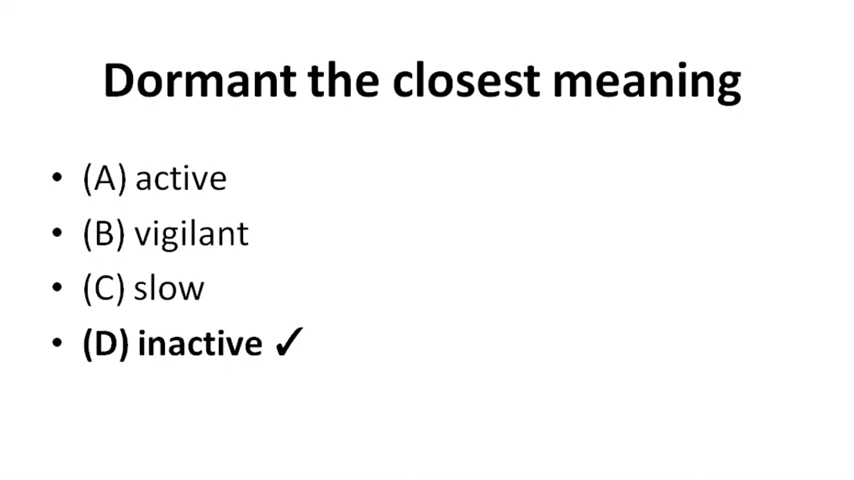 Dormant the closest meaning
• (A) active
• (B) vigilant
• (C) slow
• (D) inactive ✓